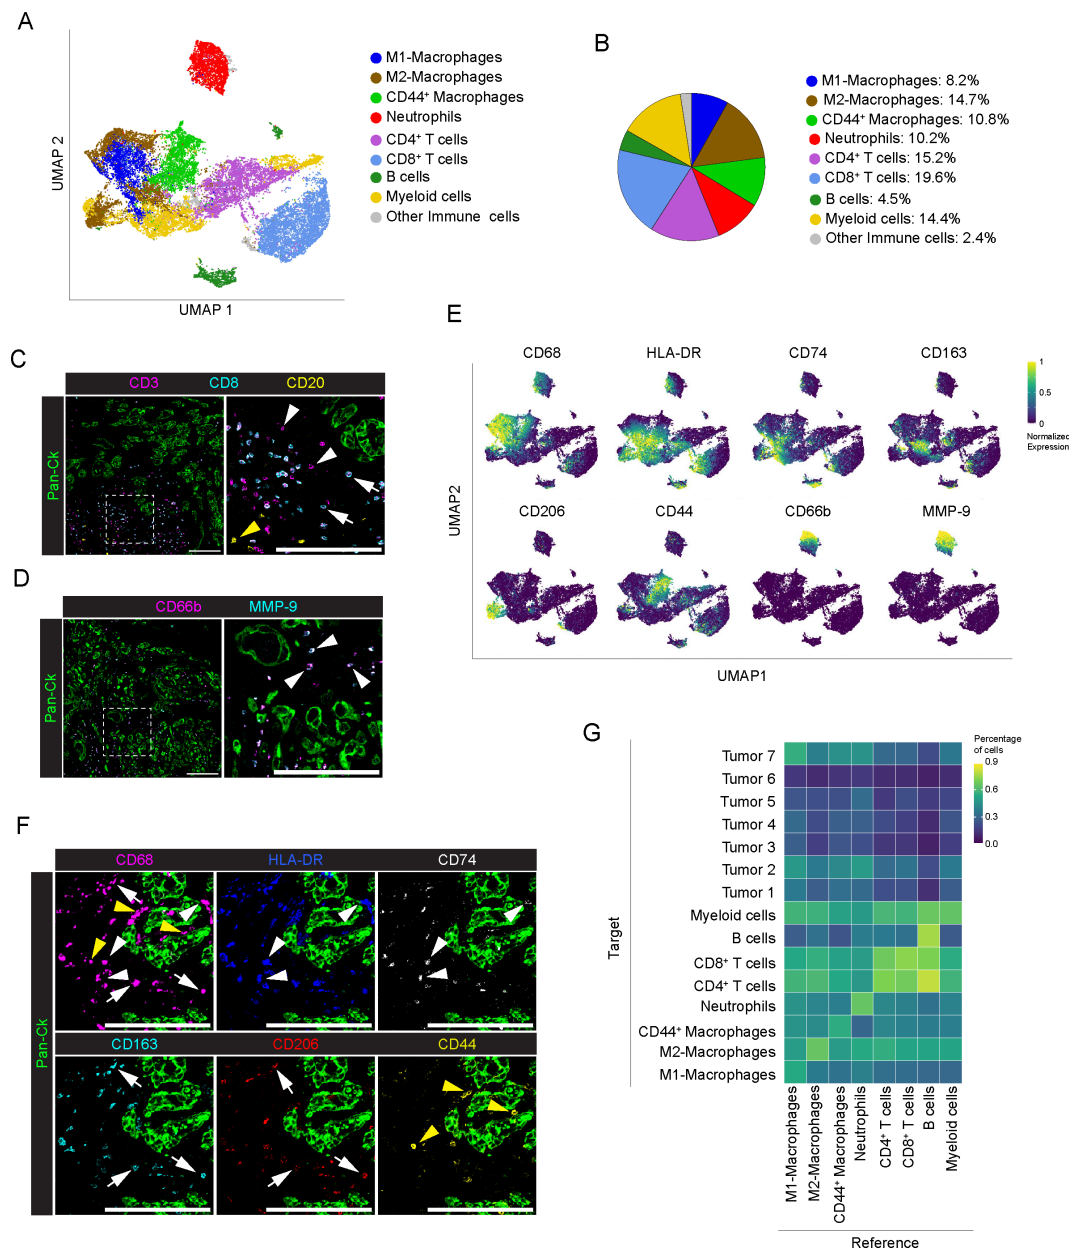 A
UMAP 2
UMAP 1
M1-Macrophages
M2-Macrophages
CD44⁺ Macrophages
Neutrophils
CD4⁺ T cells
CD8⁺ T cells
B cells
Myeloid cells
Other Immune cells
B
M1-Macrophages: 8.2%
M2-Macrophages: 14.7%
CD44⁺ Macrophages: 10.8%
Neutrophils: 10.2%
CD4⁺ T cells: 15.2%
CD8⁺ T cells: 19.6%
B cells: 4.5%
Myeloid cells: 14.4%
Other Immune cells: 2.4%
C
CD3 CD8 CD20
Pan-Ck
D
CD66b MMP-9
Pan-Ck
E
CD68 HLA-DR CD74 CD163
CD206 CD44 CD66b MMP-9
UMAP2
UMAP1
1
0.5
0
Normalized
Expression
F
CD68 HLA-DR CD74
CD163 CD206 CD44
Pan-Ck
G
Target
Tumor 7
Tumor 6
Tumor 5
Tumor 4
Tumor 3
Tumor 2
Tumor 1
Myeloid cells
B cells
CD8⁺ T cells
CD4⁺ T cells
Neutrophils
CD44⁺ Macrophages
M2-Macrophages
M1-Macrophages
M1-Macrophages
M2-Macrophages
CD44⁺ Macrophages
Neutrophils
CD4⁺ T cells
CD8⁺ T cells
B cells
Myeloid cells
Reference
Percentage
of cells
0.9
0.6
0.3
0.0